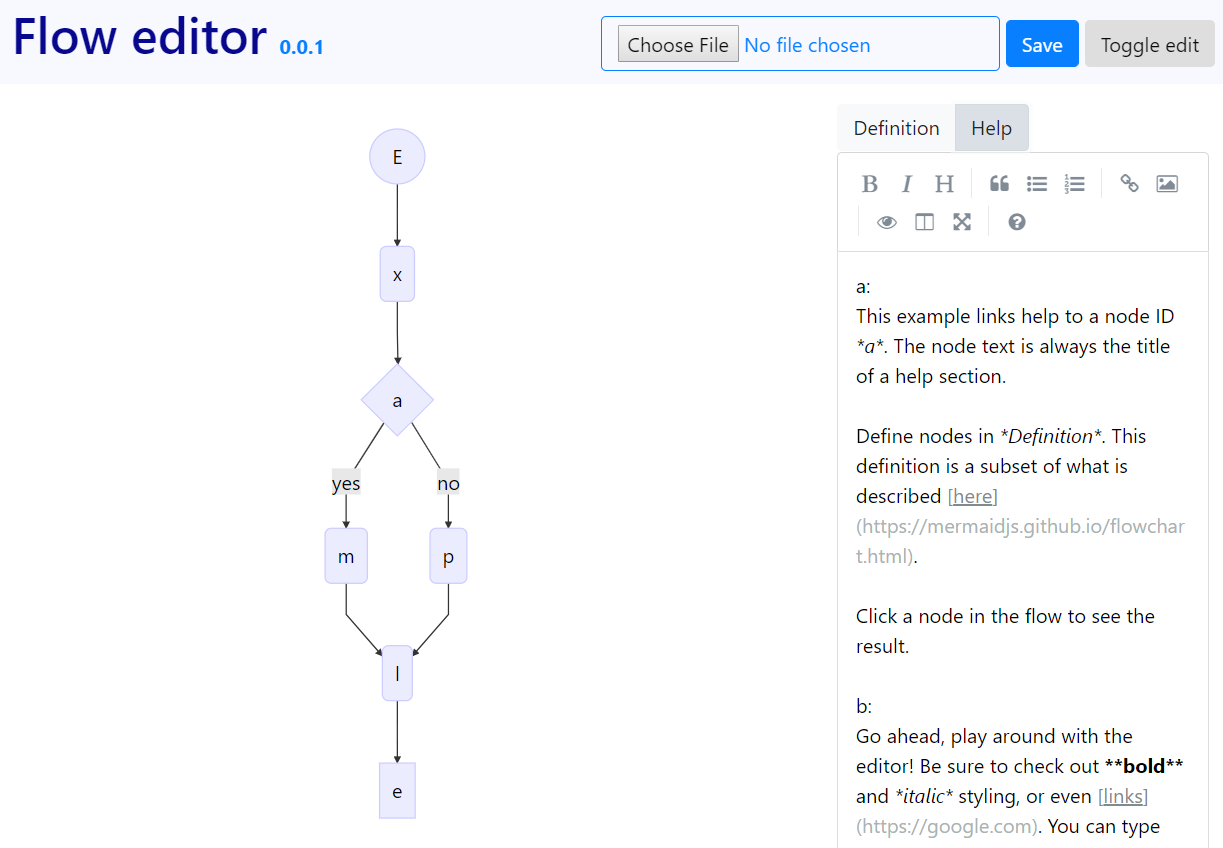 Flow editor 0.0.1
Choose File No file chosen
Save
Toggle edit
E
x
a
yes
no
m
p
l
e
Definition
Help
B I H
a:
This example links help to a node ID
*a*. The node text is always the title
of a help section.
Define nodes in *Definition*. This
definition is a subset of what is
described [here]
(https://mermaidjs.github.io/flowchar
t.html).
Click a node in the flow to see the
result.
b:
Go ahead, play around with the
editor! Be sure to check out **bold**
and *italic* styling, or even [links]
(https://google.com). You can type